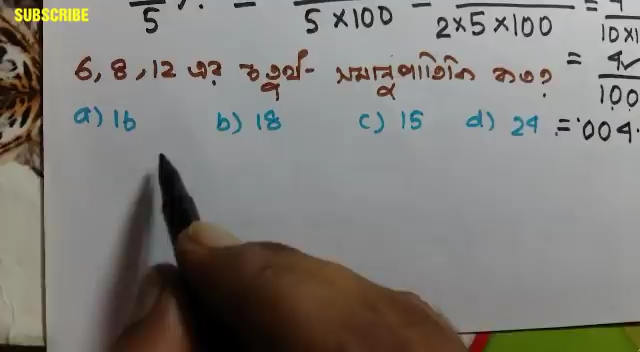 SUBSCRIBE
5 /. = 5×100 = 2×5×100 = 10×1
6, 8, 12 এর চতুর্থ সমানুপাতিতি কত? = 4/100
a) 16 b) 18 c) 15 d) 24 = .004